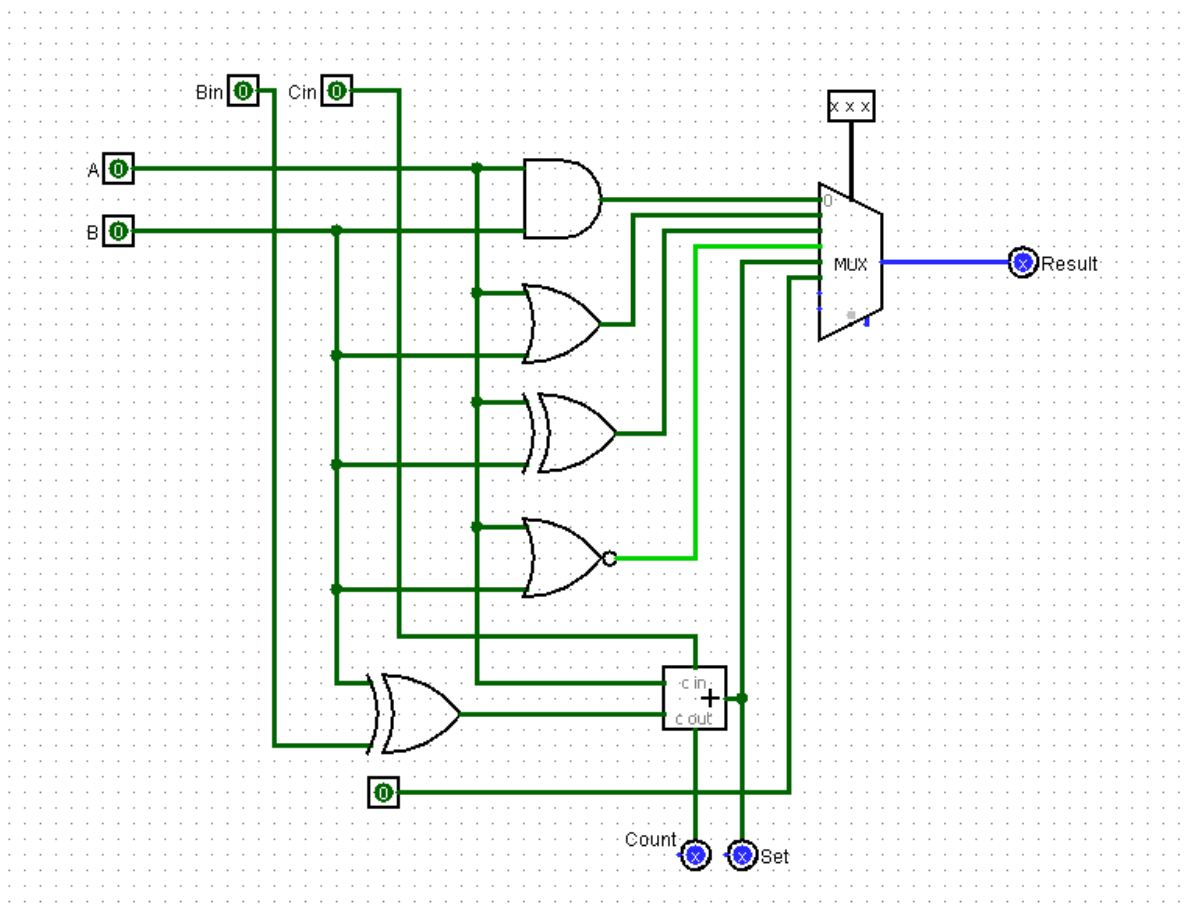 Bin 0 Cin 0
x x x
A 0
0
B 0
MUX
x Result
c in
+
c out
0
Count x x Set